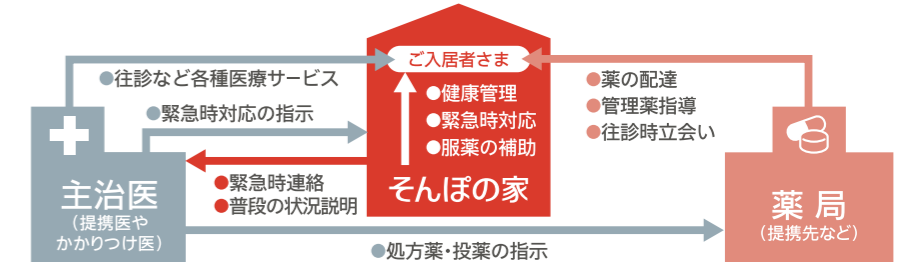 ご入居者さま
●往診など各種医療サービス
●緊急時対応の指示
●健康管理
●緊急時対応
●服薬の補助
そんぽの家
●薬の配達
●管理薬指導
●往診時立会い
主治医
（提携医や
かかりつけ医）
●緊急時連絡
●普段の状況説明
薬局
（提携先など）
●処方薬・投薬の指示